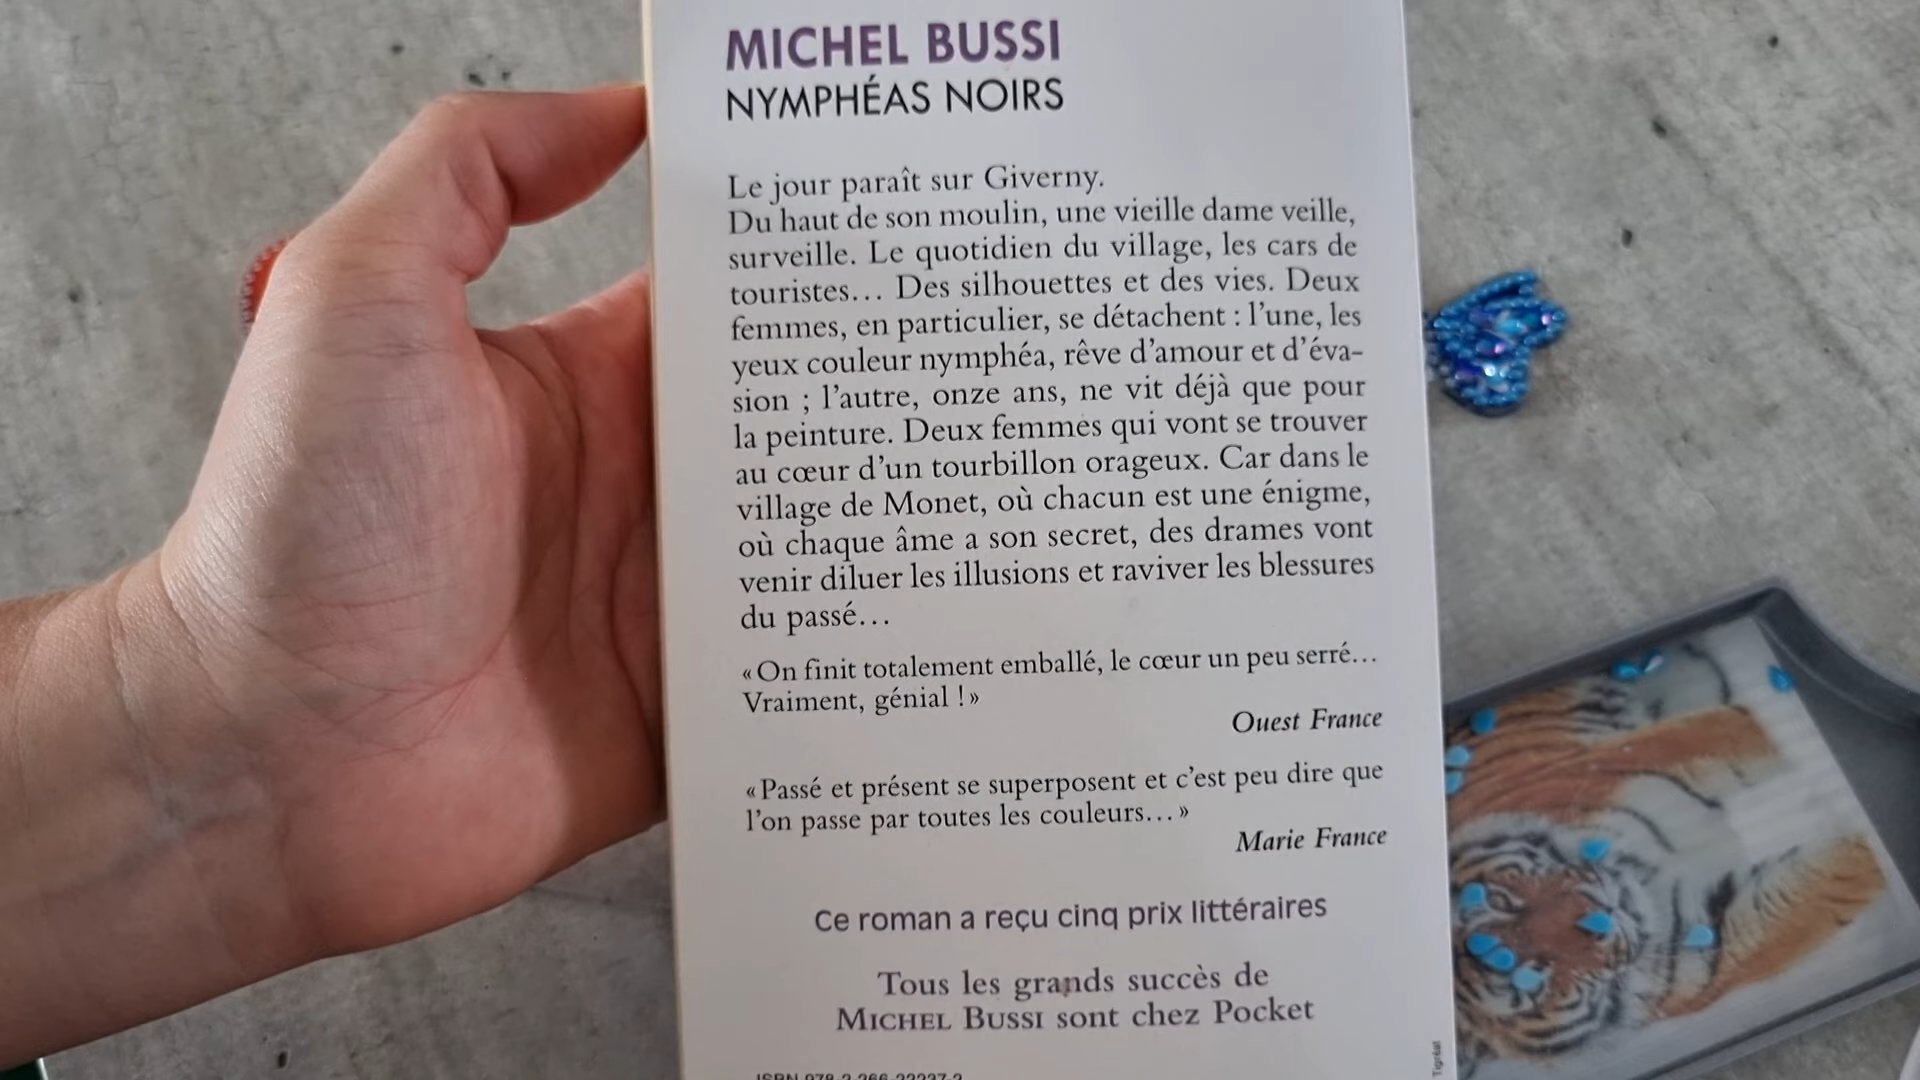 MICHEL BUSSI
NYMPHÉAS NOIRS
Le jour paraît sur Giverny.
Du haut de son moulin, une vieille dame veille,
surveille. Le quotidien du village, les cars de
touristes… Des silhouettes et des vies. Deux
femmes, en particulier, se détachent : l'une, les
yeux couleur nymphéa, rêve d'amour et d'éva-
sion ; l'autre, onze ans, ne vit déjà que pour
la peinture. Deux femmes qui vont se trouver
au cœur d'un tourbillon orageux. Car dans le
village de Monet, où chacun est une énigme,
où chaque âme a son secret, des drames vont
venir diluer les illusions et raviver les blessures
du passé…
« On finit totalement emballé, le cœur un peu serré…
Vraiment, génial ! »
Ouest France
« Passé et présent se superposent et c'est peu dire que
l'on passe par toutes les couleurs… »
Marie France
Ce roman a reçu cinq prix littéraires
Tous les grands succès de
MICHEL BUSSI sont chez Pocket
ISBN 978-2-266-22237-2